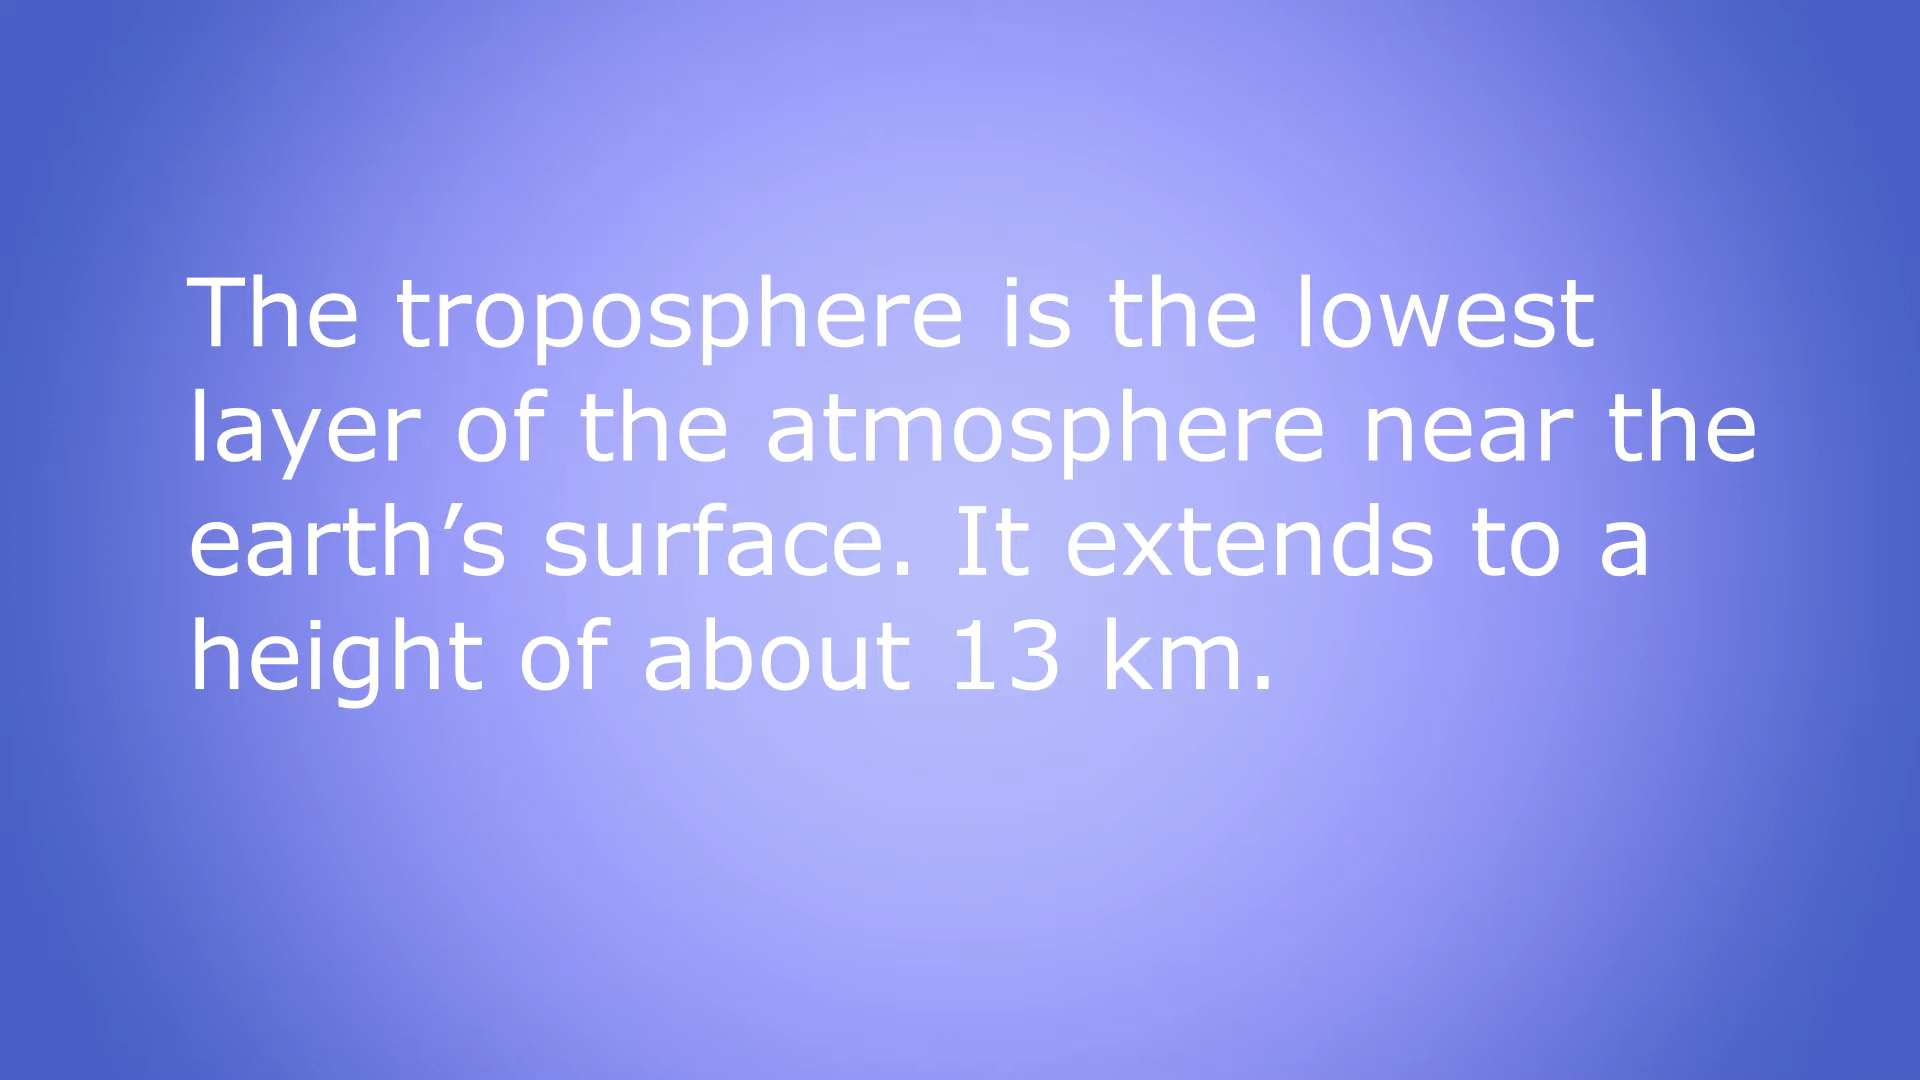 The troposphere is the lowest
layer of the atmosphere near the
earth’s surface. It extends to a
height of about 13 km.